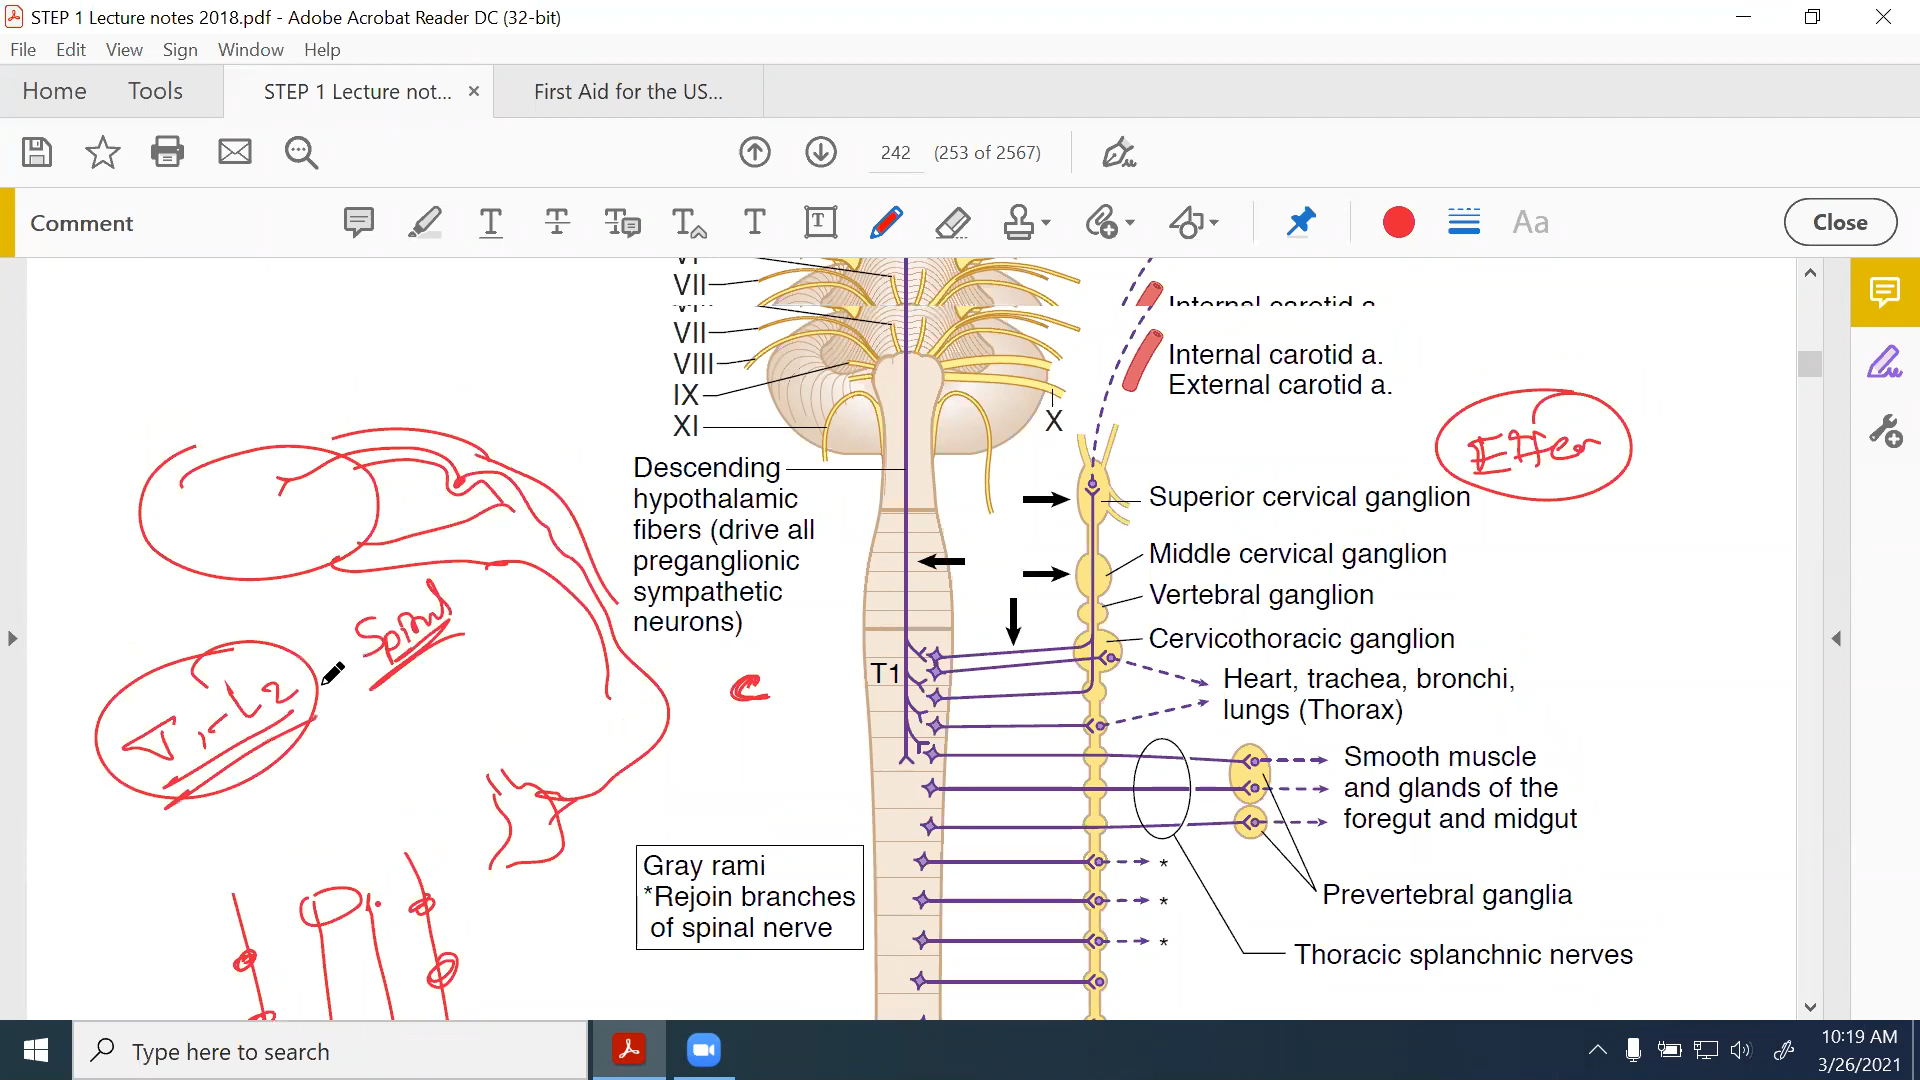 STEP 1 Lecture notes 2018.pdf - Adobe Acrobat Reader DC (32-bit)
File Edit View Sign Window Help
Home Tools STEP 1 Lecture not... × First Aid for the US...
242 (253 of 2567)
Comment
Aa
Close
VII
VII
VIII
IX
XI
X
Internal carotid a.
Internal carotid a.
External carotid a.
Effer
Descending
hypothalamic
fibers (drive all
preganglionic
sympathetic
neurons)
Superior cervical ganglion
Middle cervical ganglion
Vertebral ganglion
Cervicothoracic ganglion
Spinal
T1-L2
C
T1
Heart, trachea, bronchi,
lungs (Thorax)
Smooth muscle
and glands of the
foregut and midgut
Gray rami
*Rejoin branches
of spinal nerve
*
*
*
Prevertebral ganglia
Thoracic splanchnic nerves
Type here to search
10:19 AM
3/26/2021